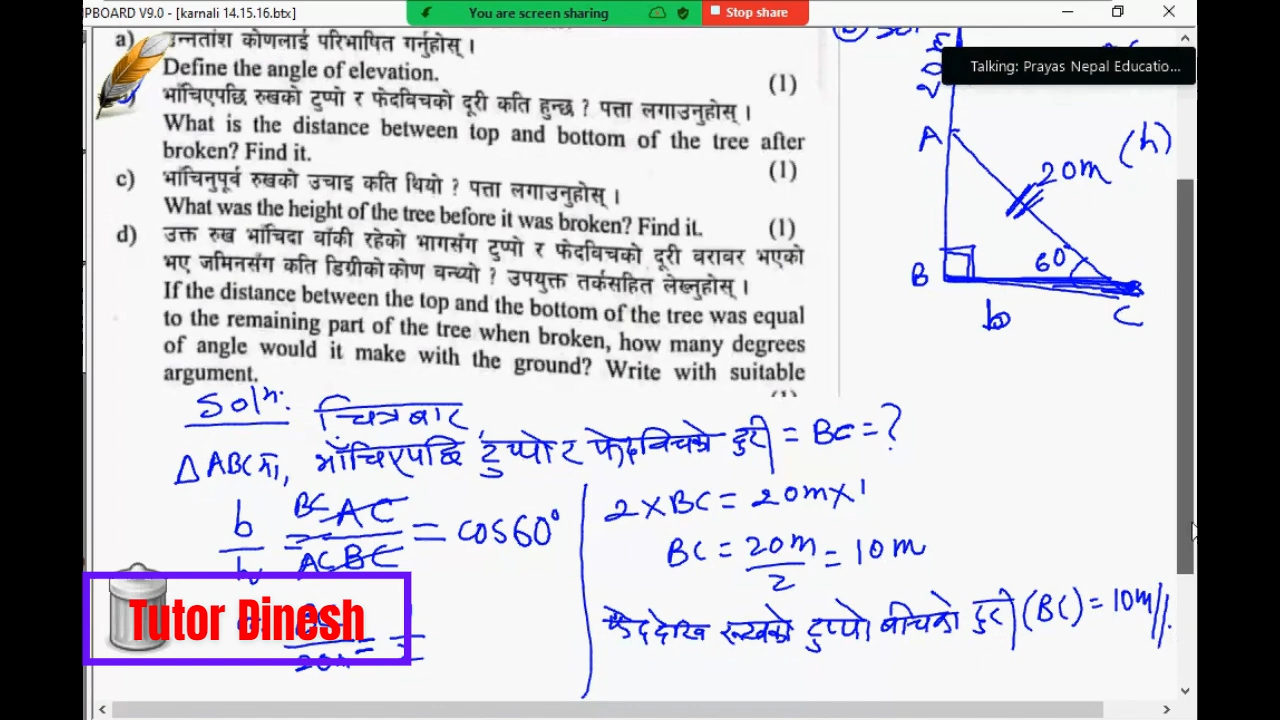 PBOARD V9.0 - [karnali 14.15.16.btx]
You are screen sharing
Stop share
Talking: Prayas Nepal Educatio...
a) उन्नतांश कोणलाई परिभाषित गर्नुहोस् ।
Define the angle of elevation. (1)
भाँचिएपछि रुखको टुप्पो र फेदबिचको दूरी कति हुन्छ ? पत्ता लगाउनुहोस् ।
What is the distance between top and bottom of the tree after
broken? Find it. (1)
c) भाँचिनुपूर्व रुखको उचाइ कति थियो ? पत्ता लगाउनुहोस् ।
What was the height of the tree before it was broken? Find it. (1)
d) उक्त रुख भाँचिदा बाँकी रहेको भागसंग टुप्पो र फेदबिचको दूरी बराबर भएको
भए जमिनसंग कति डिग्रीको कोण बन्थ्यो ? उपयुक्त तर्कसहित लेख्नुहोस् ।
If the distance between the top and the bottom of the tree was equal
to the remaining part of the tree when broken, how many degrees
of angle would it make with the ground? Write with suitable
argument.
A
20m (h)
B 60°
b C
Solⁿ: चित्रबाट,
△ABC मा, भाँचिएपछि टुप्पो र फेदबिचको दुरी = BC = ?
b/h = BC/AC = cos60°
2 × BC = 20m × 1
BC = 20m/2 = 10m
फेददेखि रुखको टुप्पो बीचको दुरी (BC) = 10m//.
Tutor Dinesh